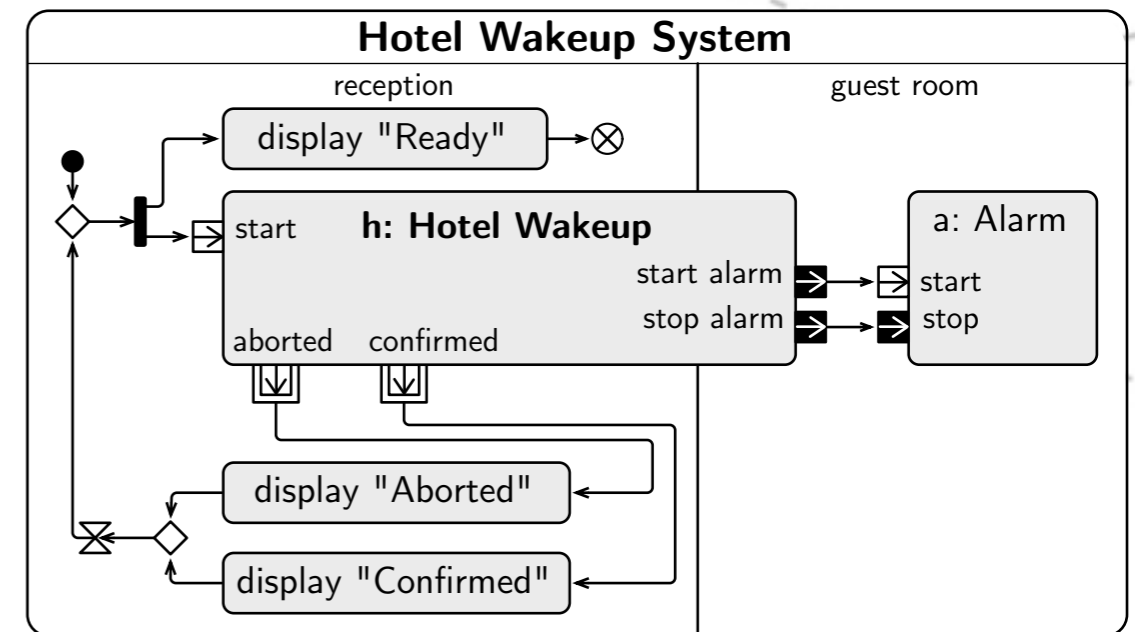 Hotel Wakeup System
reception
guest room
display "Ready"
start
h: Hotel Wakeup
a: Alarm
start alarm
start
stop alarm
stop
aborted
confirmed
display "Aborted"
display "Confirmed"